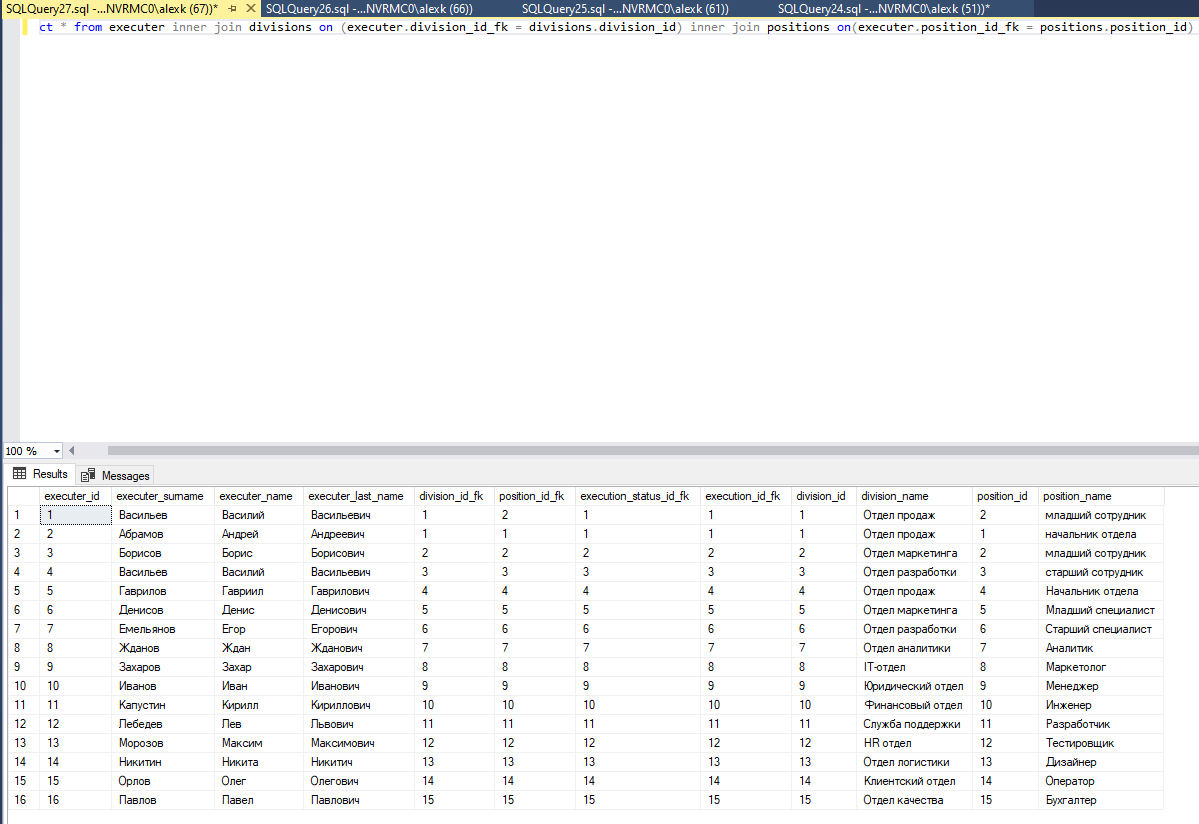 SQLQuery27.sql -...NVRMC0\alexk (67))* SQLQuery26.sql -...NVRMC0\alexk (66)) SQLQuery25.sql -...NVRMC0\alexk (61)) SQLQuery24.sql -...NVRMC0\alexk (51))*
ct * from executer inner join divisions on (executer.division_id_fk = divisions.division_id) inner join positions on(executer.position_id_fk = positions.position_id)
100 %
Results Messages
executer_id executer_surname executer_name executer_last_name division_id_fk position_id_fk execution_status_id_fk execution_id_fk division_id division_name position_id position_name
1 1 Васильев Василий Васильевич 1 2 1 1 1 Отдел продаж 2 младший сотрудник
2 2 Абрамов Андрей Андреевич 1 1 1 1 1 Отдел продаж 1 начальник отдела
3 3 Борисов Борис Борисович 2 2 2 2 2 Отдел маркетинга 2 младший сотрудник
4 4 Васильев Василий Васильевич 3 3 3 3 3 Отдел разработки 3 старший сотрудник
5 5 Гаврилов Гавриил Гаврилович 4 4 4 4 4 Отдел продаж 4 Начальник отдела
6 6 Денисов Денис Денисович 5 5 5 5 5 Отдел маркетинга 5 Младший специалист
7 7 Емельянов Егор Егорович 6 6 6 6 6 Отдел разработки 6 Старший специалист
8 8 Жданов Ждан Жданович 7 7 7 7 7 Отдел аналитики 7 Аналитик
9 9 Захаров Захар Захарович 8 8 8 8 8 IT-отдел 8 Маркетолог
10 10 Иванов Иван Иванович 9 9 9 9 9 Юридический отдел 9 Менеджер
11 11 Капустин Кирилл Кириллович 10 10 10 10 10 Финансовый отдел 10 Инженер
12 12 Лебедев Лев Львович 11 11 11 11 11 Служба поддержки 11 Разработчик
13 13 Морозов Максим Максимович 12 12 12 12 12 HR отдел 12 Тестировщик
14 14 Никитин Никита Никитич 13 13 13 13 13 Отдел логистики 13 Дизайнер
15 15 Орлов Олег Олегович 14 14 14 14 14 Клиентский отдел 14 Оператор
16 16 Павлов Павел Павлович 15 15 15 15 15 Отдел качества 15 Бухгалтер